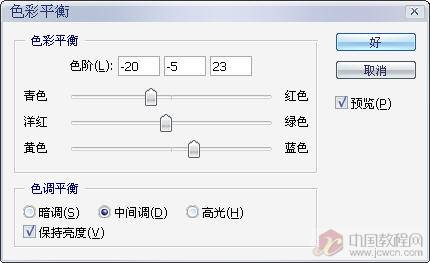 色彩平衡
色彩平衡
色阶(L): -20 -5 23
青色 红色
洋红 绿色
黄色 蓝色
好
取消
预览(P)
色调平衡
暗调(S) 中间调(D) 高光(H)
保持亮度(V)
中国教程网
www.jcwcn.com